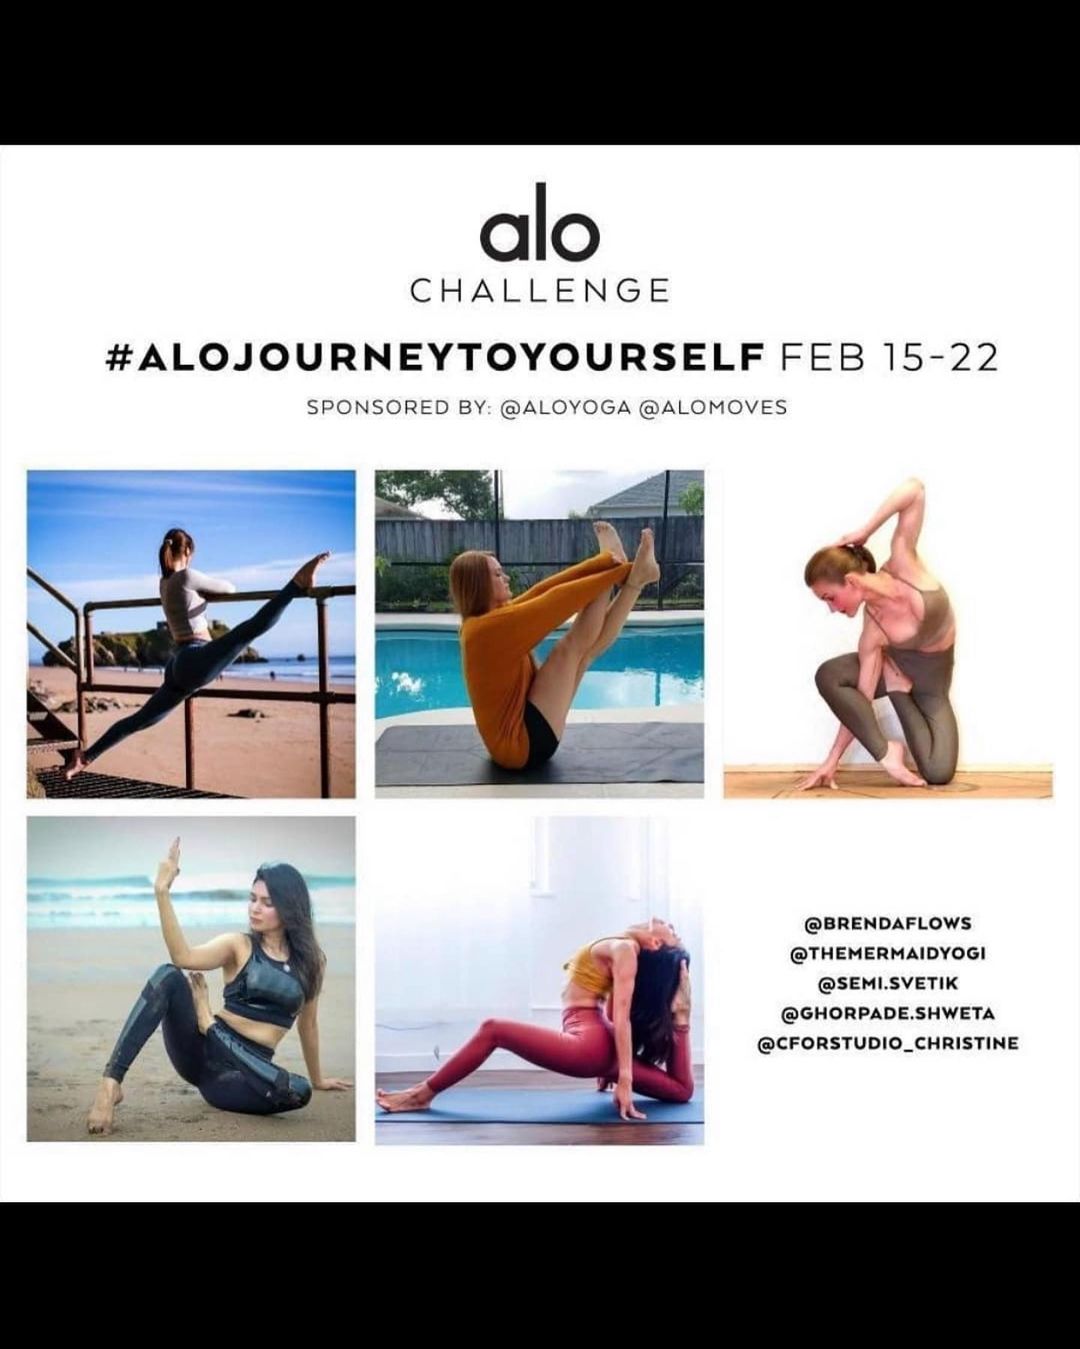 alo
CHALLENGE
#ALOJOURNEYTOYOURSELF FEB 15-22
SPONSORED BY: @ALOYOGA @ALOMOVES
@BRENDAFLOWS
@THEMERMAIDYOGI
@SEMI.SVETIK
@GHORPADE.SHWETA
@CFORSTUDIO_CHRISTINE